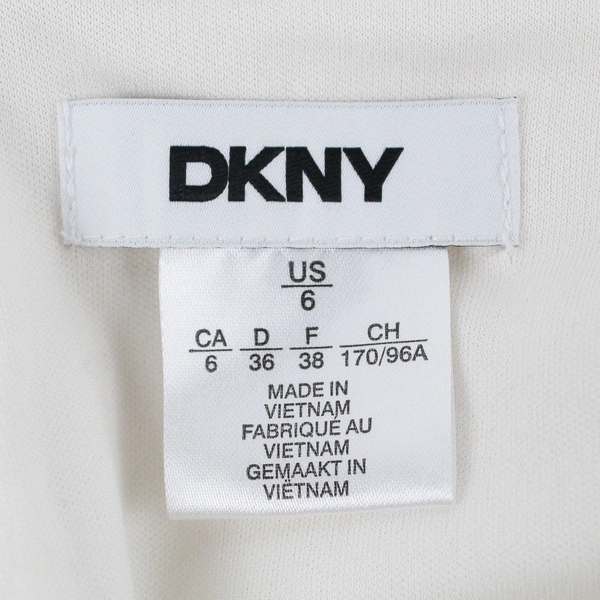 DKNY
US
6
CA D F CH
6 36 38 170/96A
MADE IN
VIETNAM
FABRIQUÉ AU
VIETNAM
GEMAAKT IN
VIËTNAM